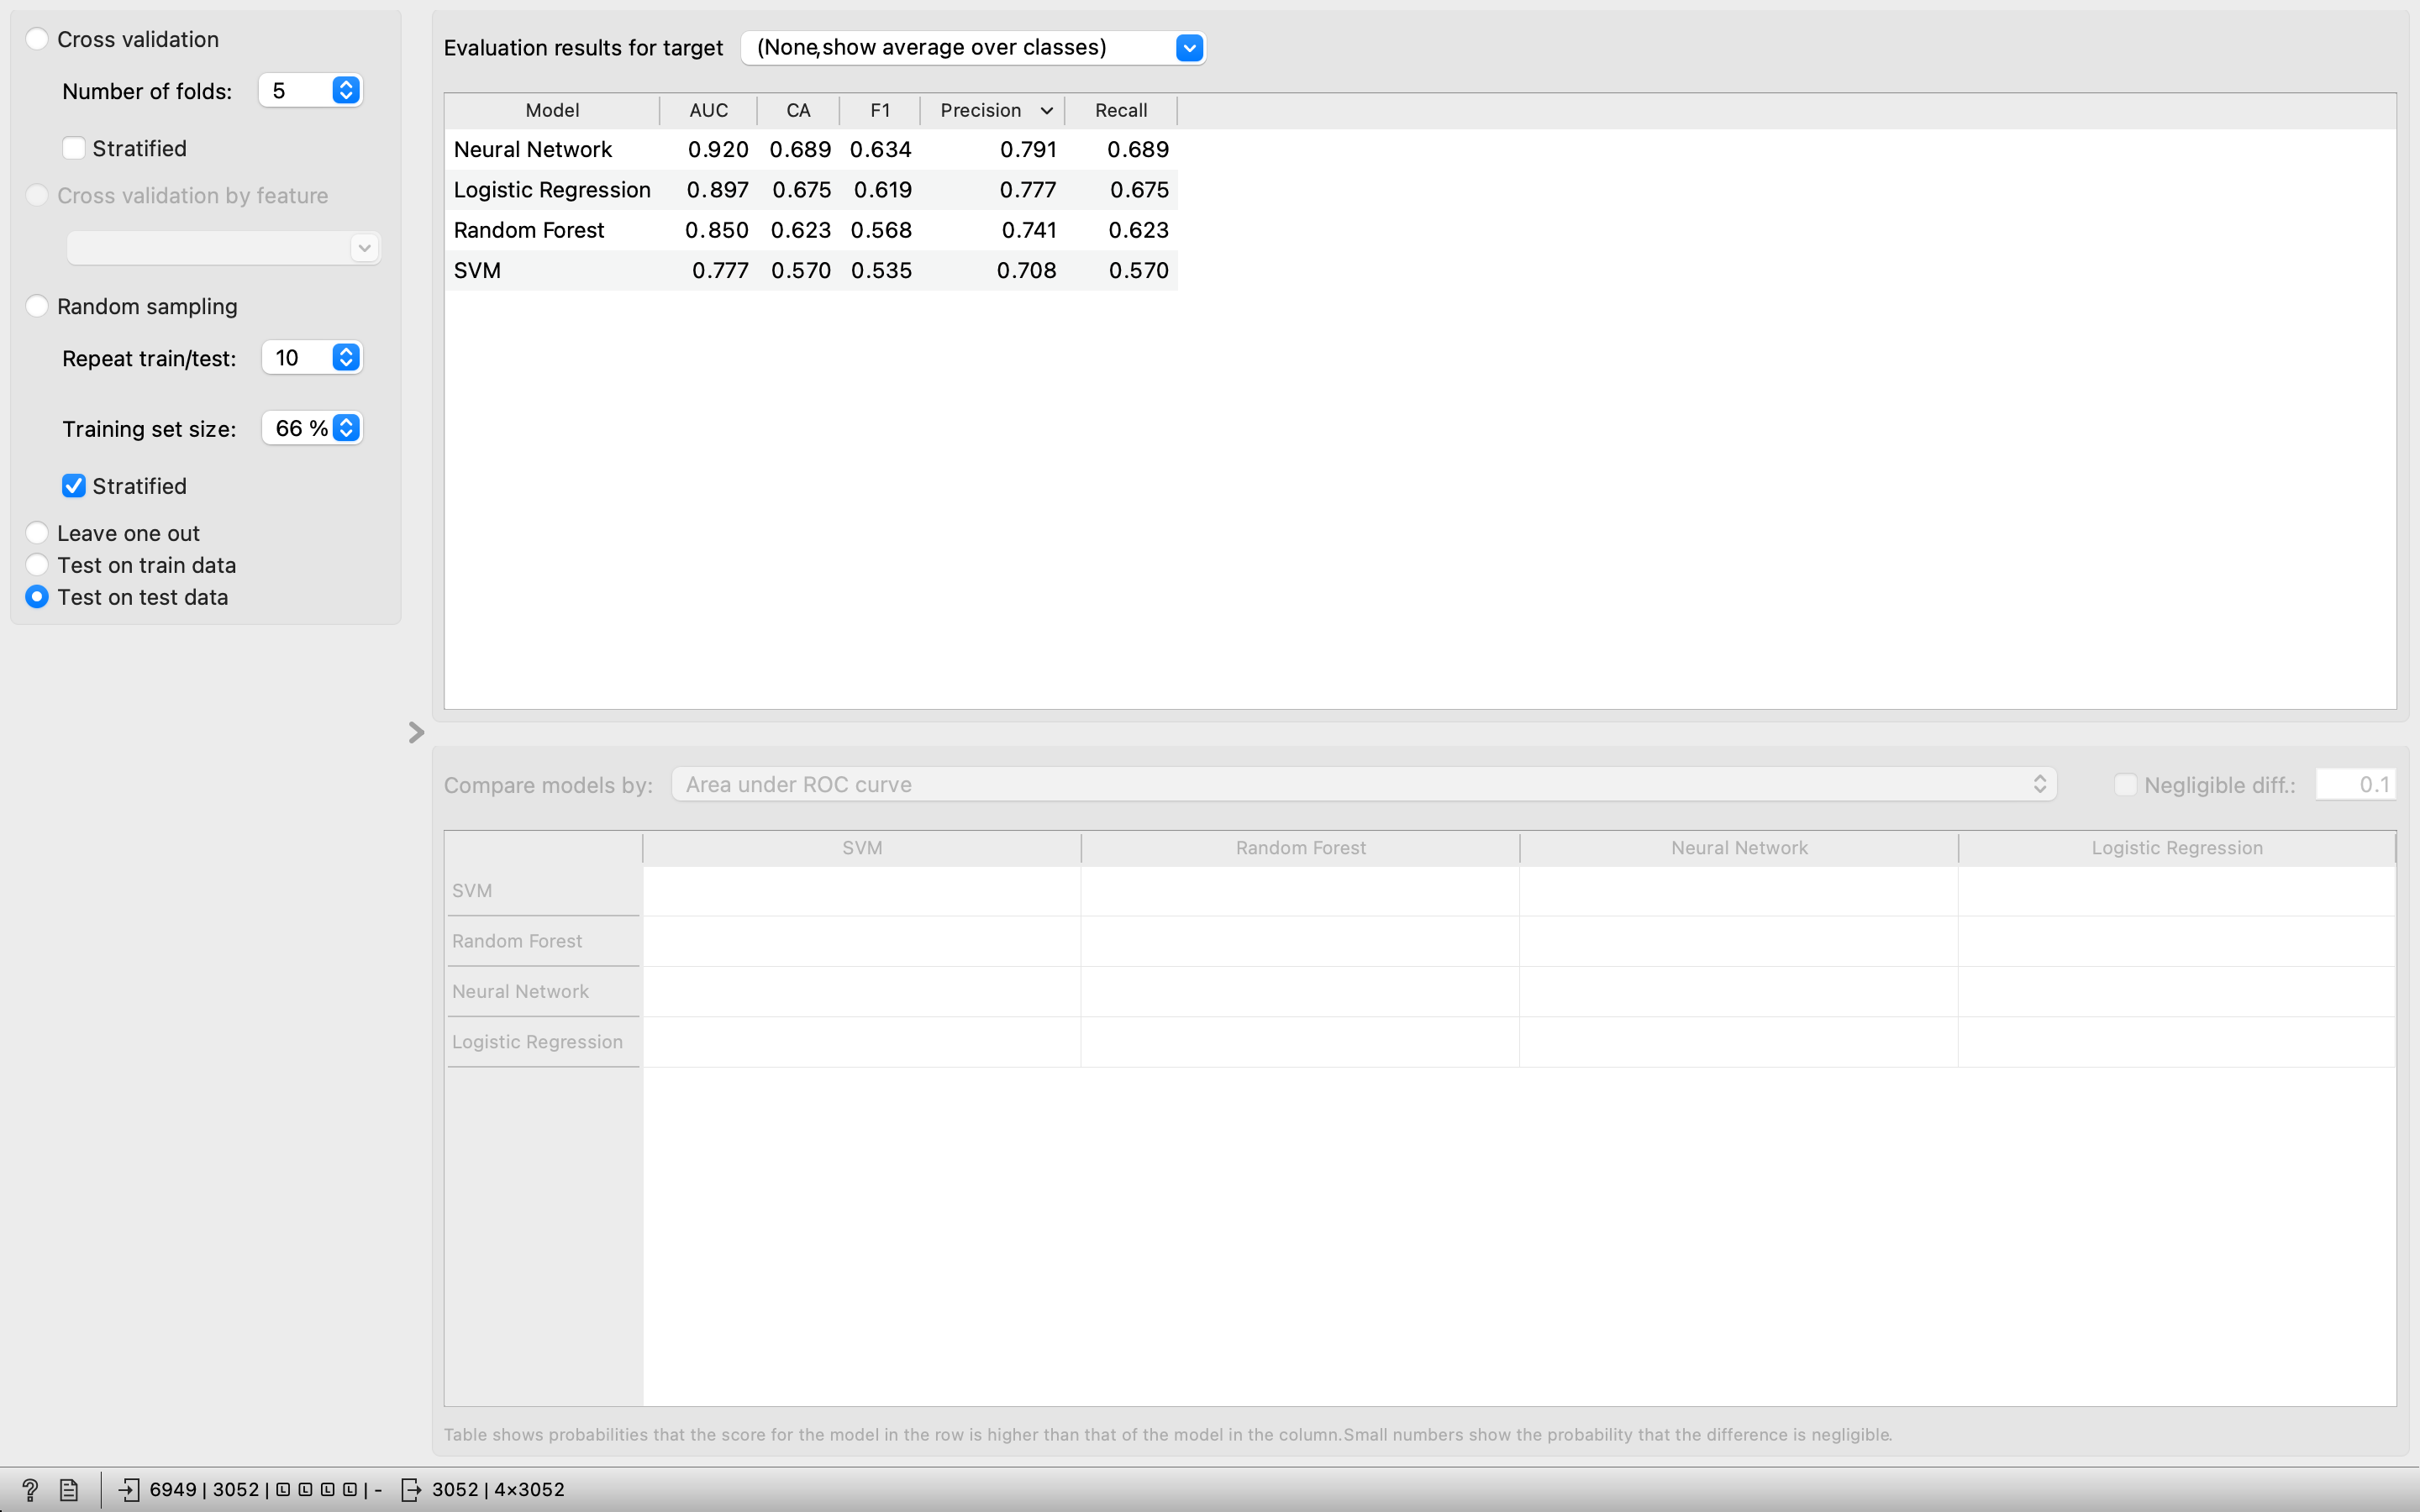 Cross validation
Number of folds: 5
Stratified
Cross validation by feature
Random sampling
Repeat train/test: 10
Training set size: 66 %
Stratified
Leave one out
Test on train data
Test on test data
Evaluation results for target (None, show average over classes)
Model AUC CA F1 Precision Recall
Neural Network 0.920 0.689 0.634 0.791 0.689
Logistic Regression 0.897 0.675 0.619 0.777 0.675
Random Forest 0.850 0.623 0.568 0.741 0.623
SVM 0.777 0.570 0.535 0.708 0.570
Compare models by: Area under ROC curve Negligible diff.: 0.1
SVM Random Forest Neural Network Logistic Regression
SVM
Random Forest
Neural Network
Logistic Regression
Table shows probabilities that the score for the model in the row is higher than that of the model in the column. Small numbers show the probability that the difference is negligible.
? 6949 | 3052 | L L L L | - 3052 | 4×3052